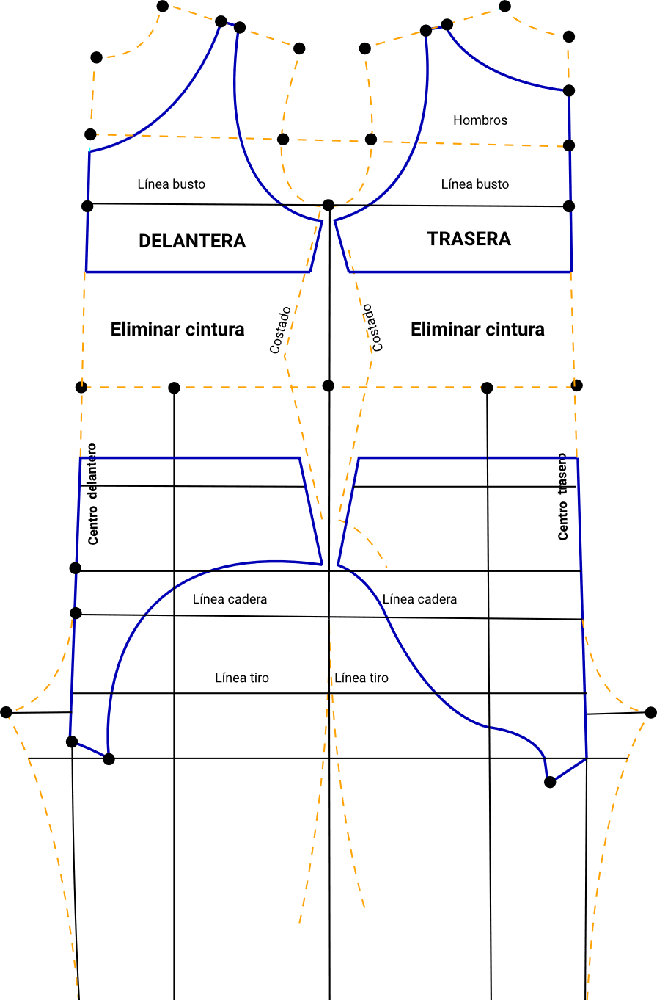 Hombros
Línea busto
Línea busto
DELANTERA
TRASERA
Eliminar cintura
Costado
Costado
Eliminar cintura
Centro delantero
Centro trasero
Línea cadera
Línea cadera
Línea tiro
Línea tiro